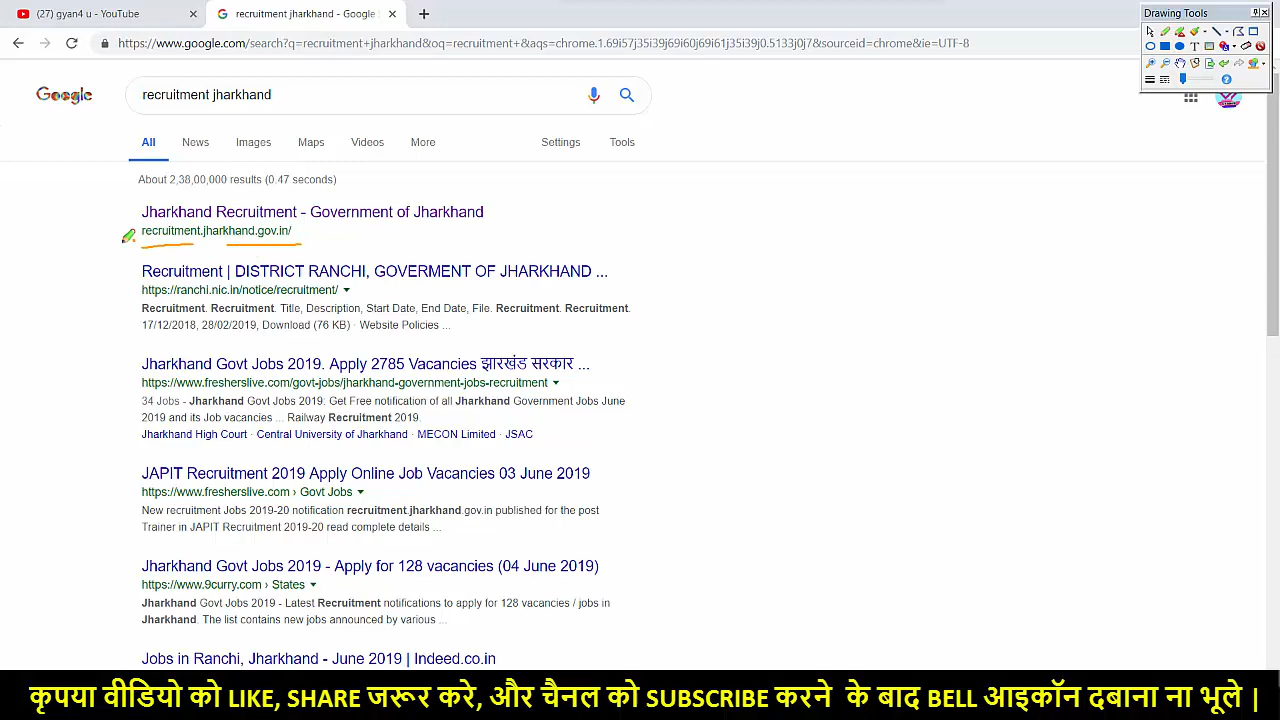 (27) gyan4 u - YouTube
recruitment jharkhand - Google
Drawing Tools
https://www.google.com/search?q=recruitment+jharkhand&oq=recruitment+&aqs=chrome.1.69i57j35i39j69i60j69i61j35i39j0.5133j0j7&sourceid=chrome&ie=UTF-8
Google
recruitment jharkhand
All News Images Maps Videos More Settings Tools
About 2,38,00,000 results (0.47 seconds)
Jharkhand Recruitment - Government of Jharkhand
recruitment.jharkhand.gov.in/
Recruitment | DISTRICT RANCHI, GOVERMENT OF JHARKHAND ...
https://ranchi.nic.in/notice/recruitment/
Recruitment. Recruitment. Title, Description, Start Date, End Date, File. Recruitment. Recruitment.
17/12/2018, 28/02/2019, Download (76 KB) · Website Policies ...
Jharkhand Govt Jobs 2019. Apply 2785 Vacancies झारखंड सरकार ...
https://www.fresherslive.com/govt-jobs/jharkhand-government-jobs-recruitment
34 Jobs - Jharkhand Govt Jobs 2019: Get Free notification of all Jharkhand Government Jobs June
2019 and its Job vacancies ... Railway Recruitment 2019.
Jharkhand High Court · Central University of Jharkhand · MECON Limited · JSAC
JAPIT Recruitment 2019 Apply Online Job Vacancies 03 June 2019
https://www.fresherslive.com › Govt Jobs
New recruitment Jobs 2019-20 notification recruitment.jharkhand.gov.in published for the post
Trainer in JAPIT Recruitment 2019-20 read complete details ...
Jharkhand Govt Jobs 2019 - Apply for 128 vacancies (04 June 2019)
https://www.9curry.com › States
Jharkhand Govt Jobs 2019 - Latest Recruitment notifications to apply for 128 vacancies / jobs in
Jharkhand. The list contains new jobs announced by various ...
Jobs in Ranchi, Jharkhand - June 2019 | Indeed.co.in
कृपया वीडियो को LIKE, SHARE जरूर करे, और चैनल को SUBSCRIBE करने के बाद BELL आइकॉन दबाना ना भूले |